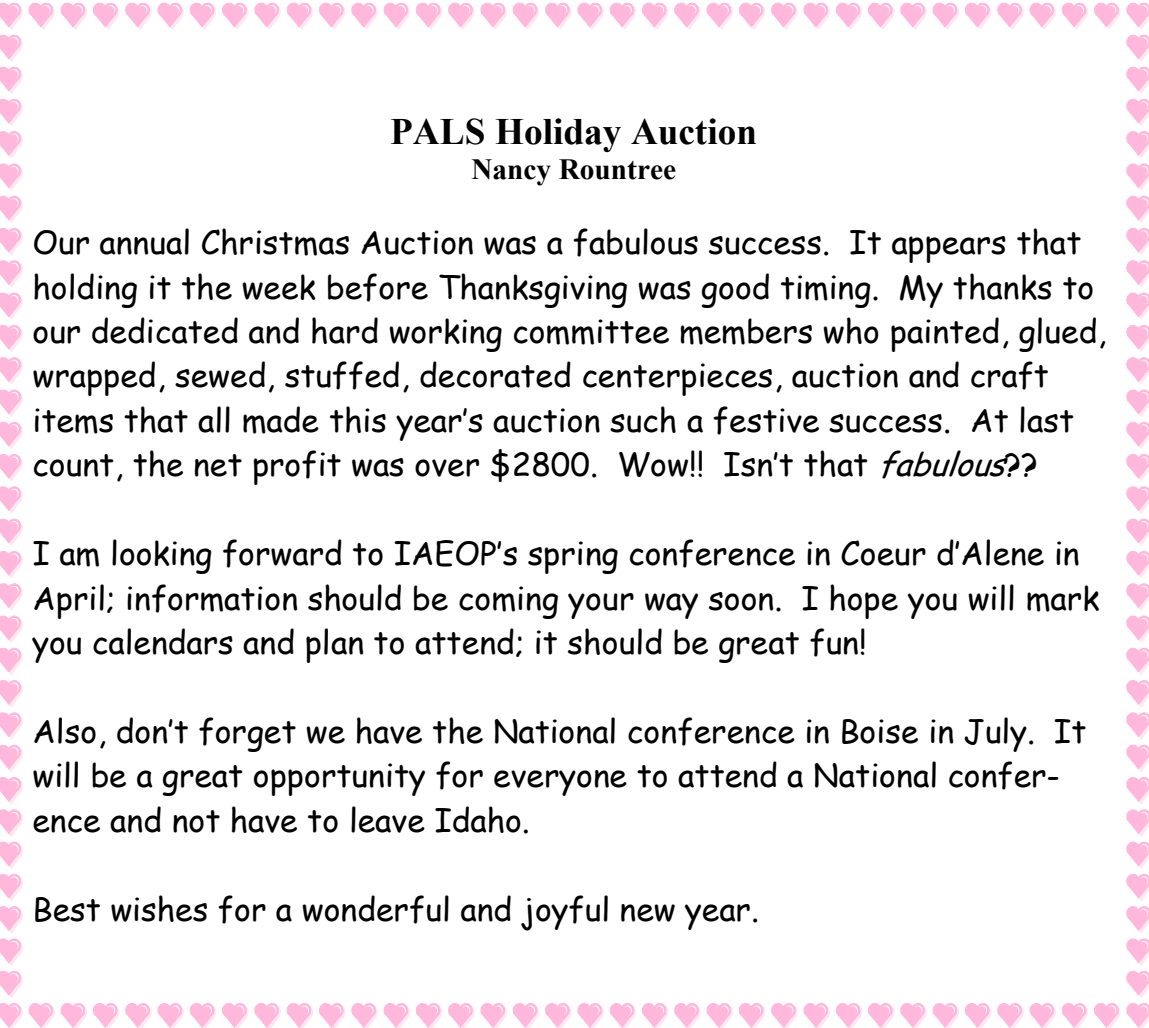 PALS Holiday Auction
Nancy Rountree
Our annual Christmas Auction was a fabulous success.  It appears that
holding it the week before Thanksgiving was good timing.  My thanks to
our dedicated and hard working committee members who painted, glued,
wrapped, sewed, stuffed, decorated centerpieces, auction and craft
items that all made this year's auction such a festive success.  At last
count, the net profit was over $2800.  Wow!!  Isn't that fabulous??
I am looking forward to IAEOP's spring conference in Coeur d'Alene in
April; information should be coming your way soon.  I hope you will mark
you calendars and plan to attend; it should be great fun!
Also, don't forget we have the National conference in Boise in July.  It
will be a great opportunity for everyone to attend a National confer-
ence and not have to leave Idaho.
Best wishes for a wonderful and joyful new year.